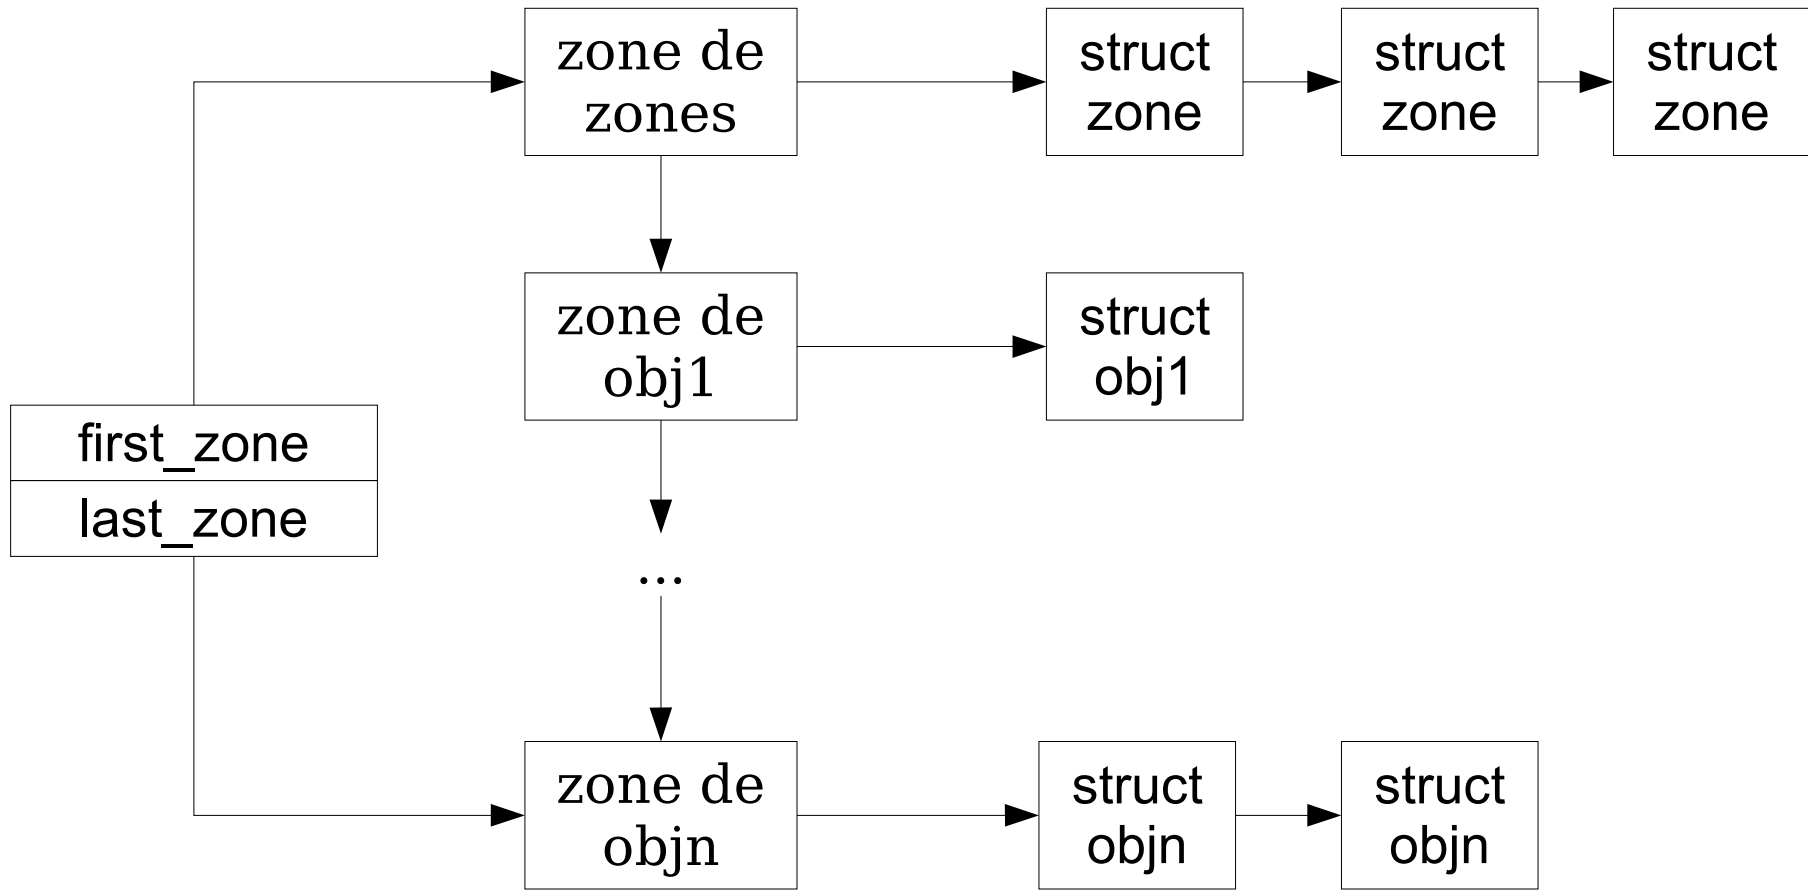 zone de
zones
struct
zone
struct
zone
struct
zone
zone de
obj1
struct
obj1
first_zone
last_zone
...
zone de
objn
struct
objn
struct
objn